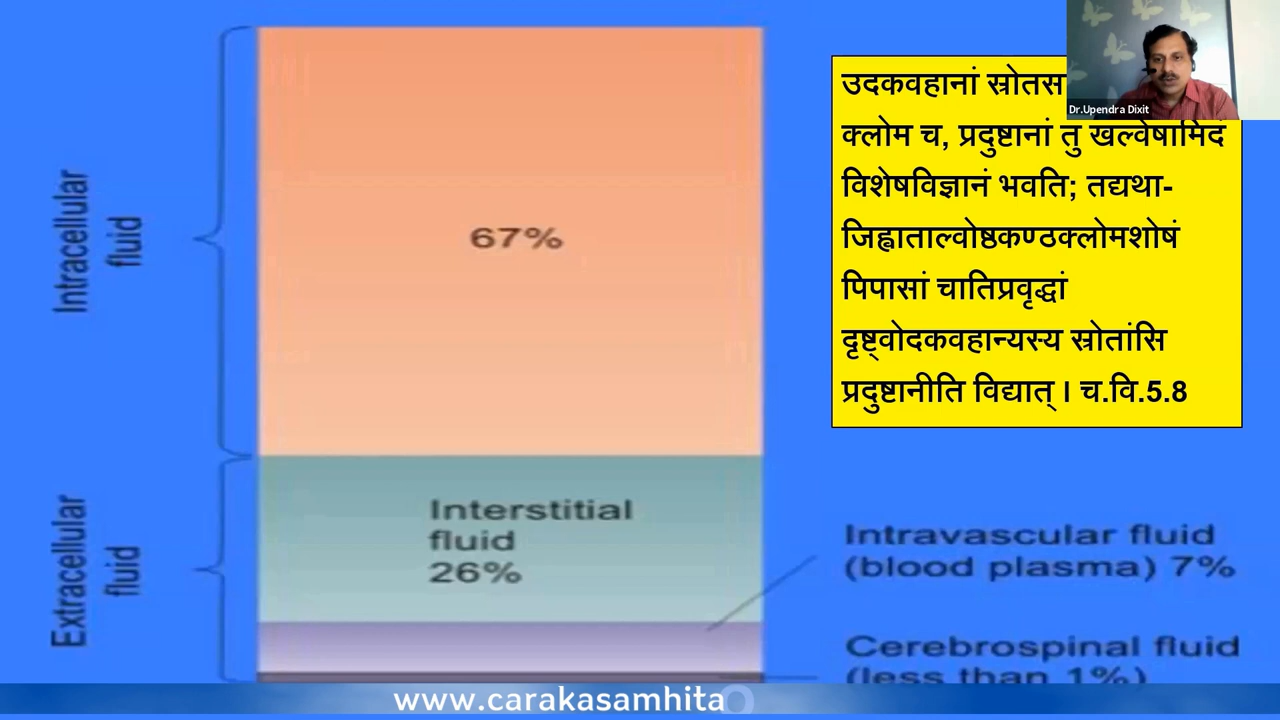 Dr.Upendra Dixit
उदकवहानां स्रोतस
क्लोम च, प्रदुष्टानां तु खल्वेषामिदं
विशेषविज्ञानं भवति; तद्यथा-
जिह्वाताल्वोष्ठकण्ठक्लोमशोषं
पिपासां चातिप्रवृद्धां
दृष्ट्वोदकवहान्यस्य स्रोतांसि
प्रदुष्टानीति विद्यात् । च.वि.5.8
Intracellular
fluid
67%
Extracellular
fluid
Interstitial
fluid
26%
Intravascular fluid
(blood plasma) 7%
Cerebrospinal fluid
(less than 1%)
www.carakasamhita